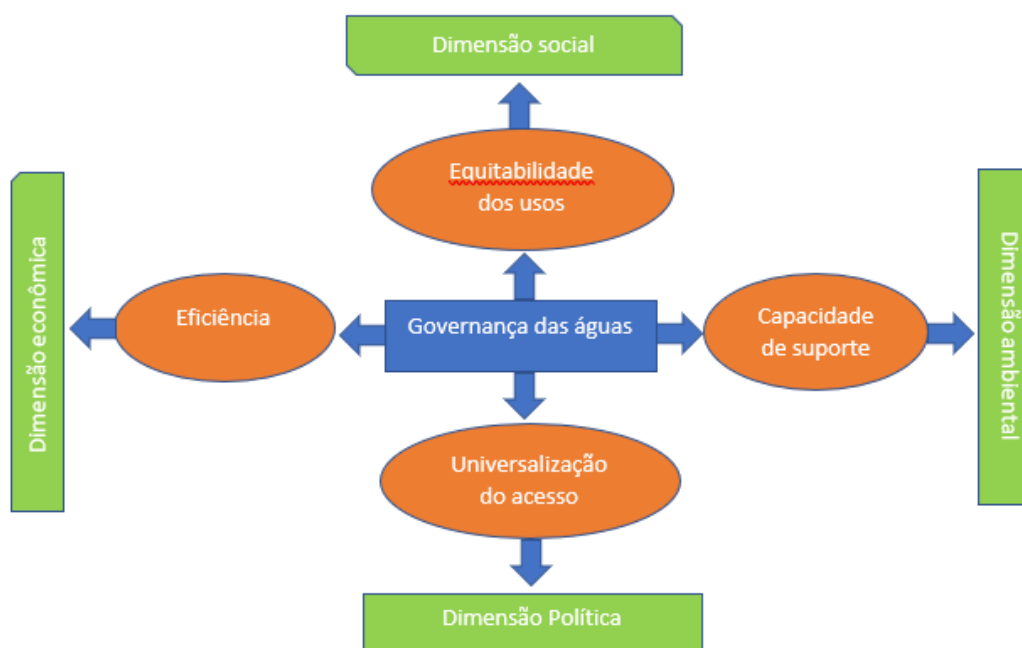 Dimensão social
Equitabilidade
dos usos
Dimensão econômica
Eficiência
Governança das águas
Capacidade
de suporte
Dimensão ambiental
Universalização
do acesso
Dimensão Política